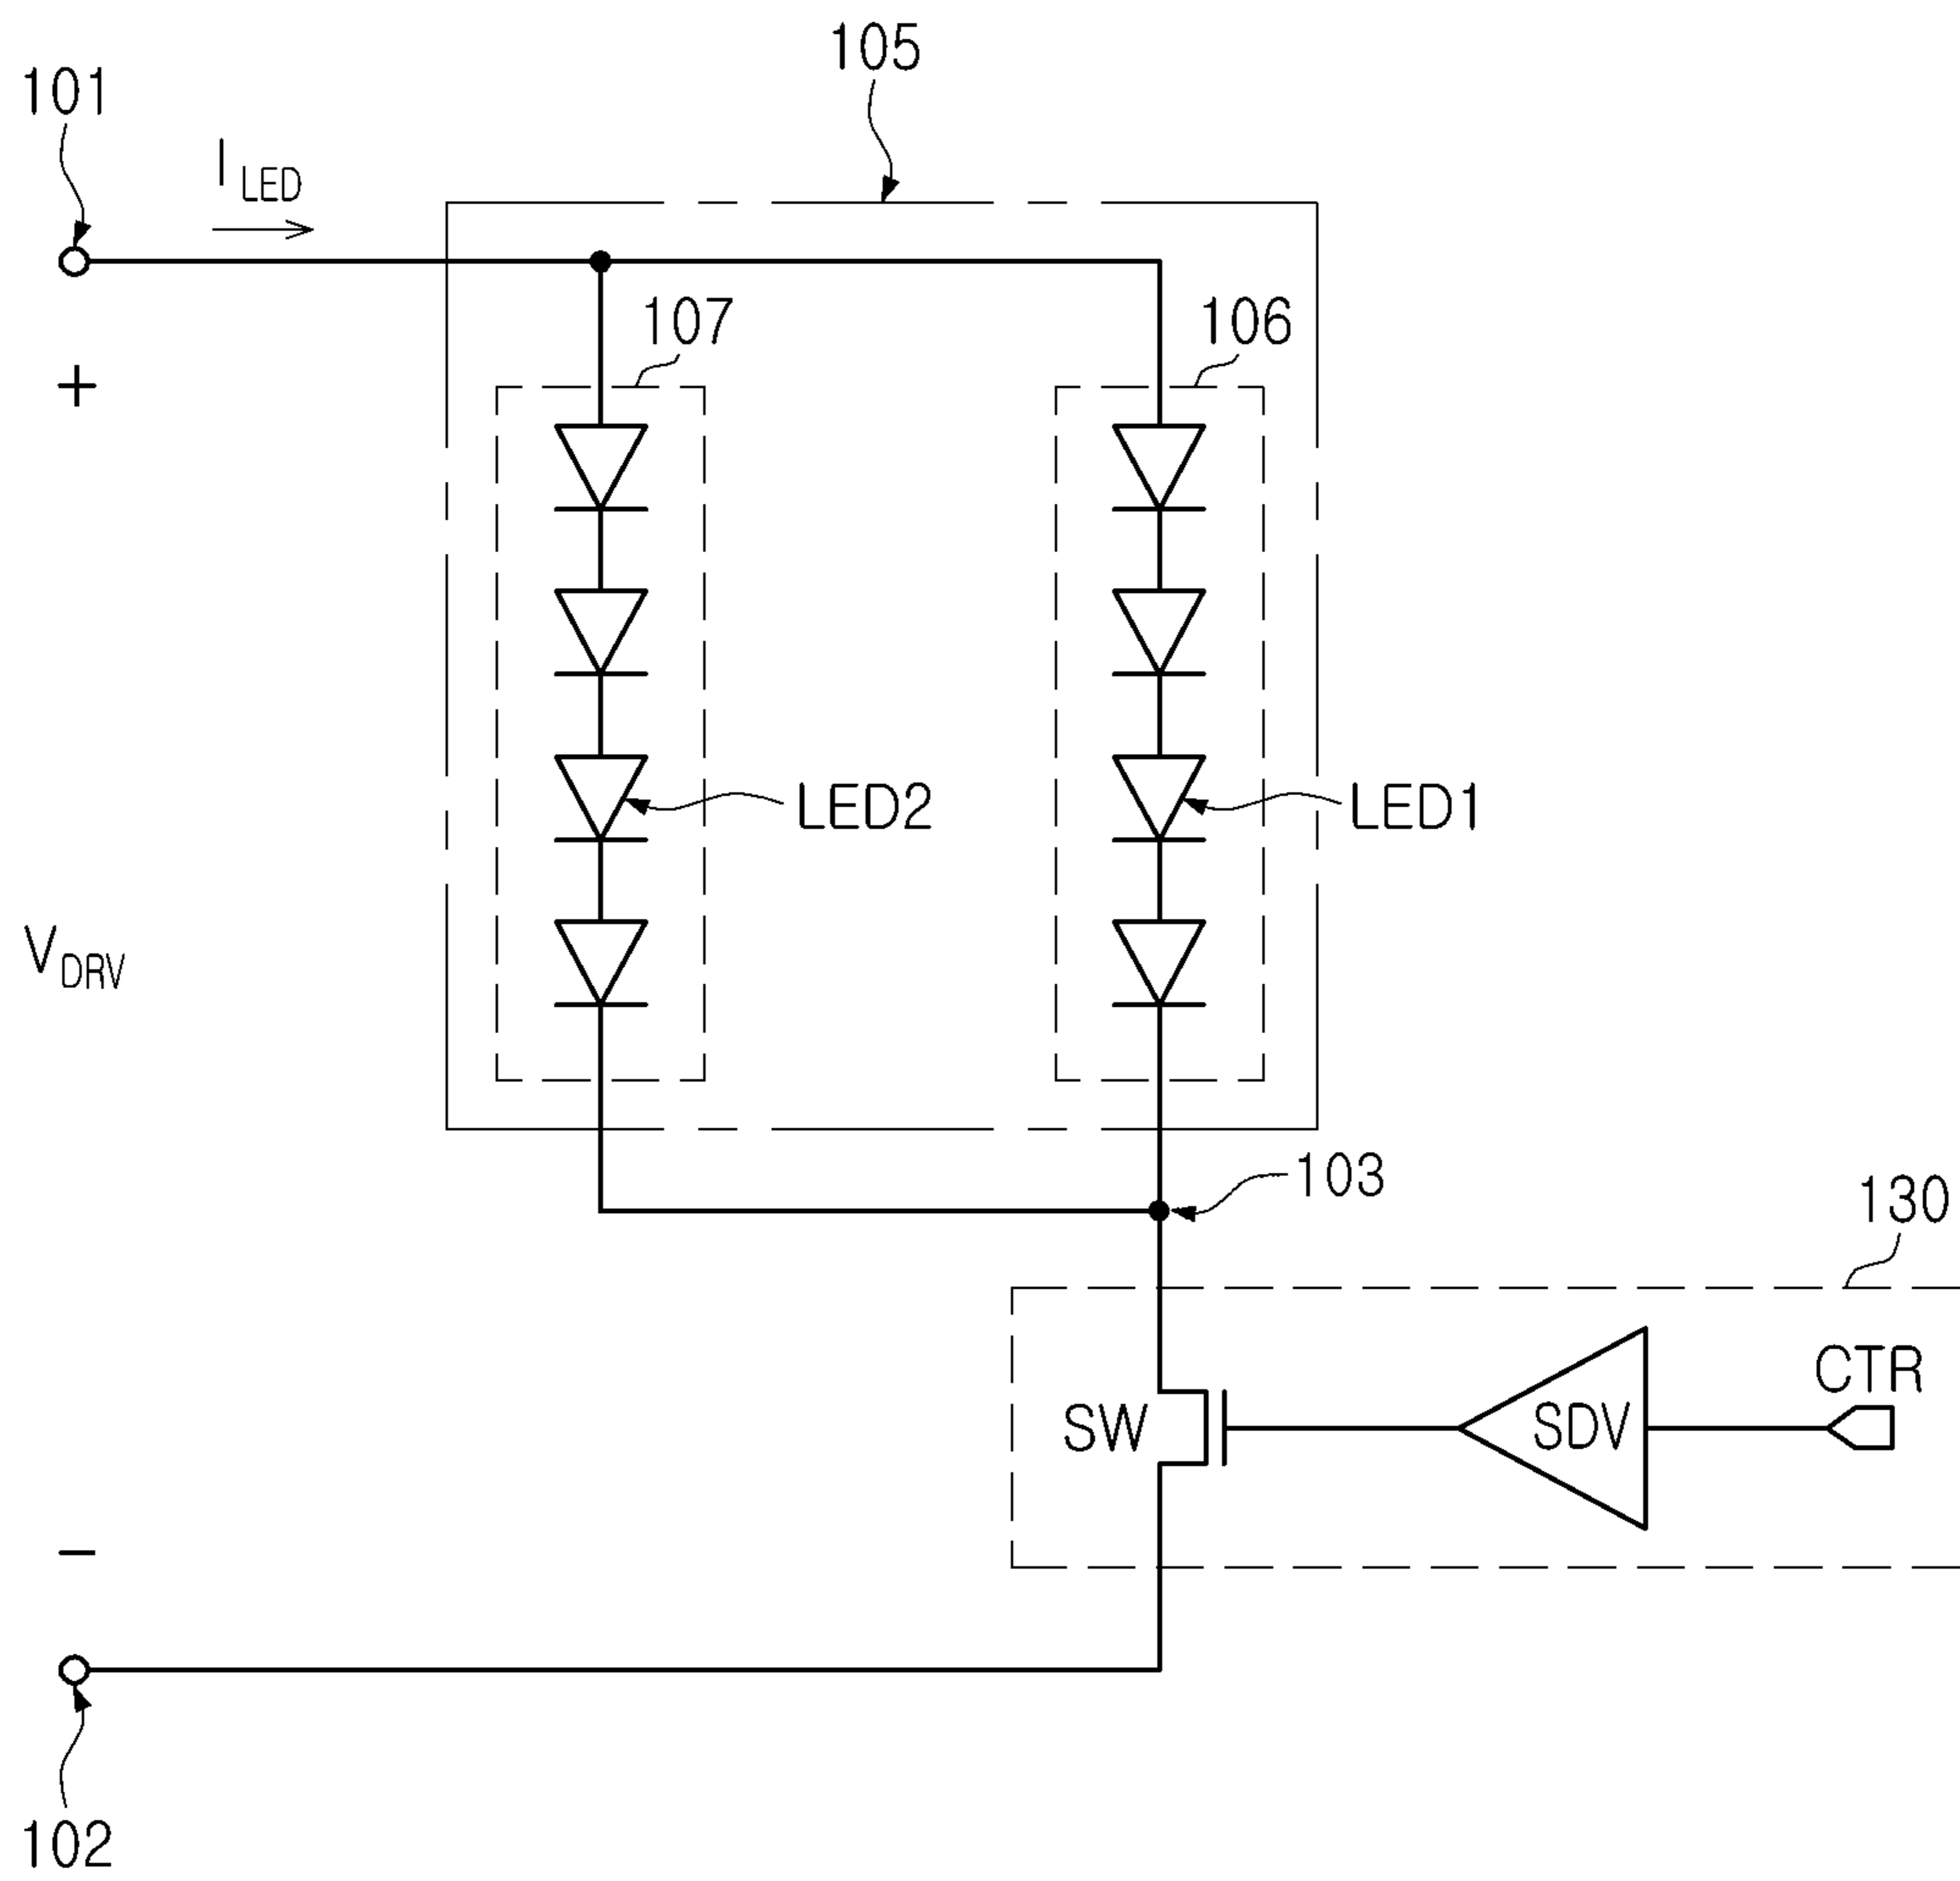 105
101
I LED
107
106
+
LED2
LED1
V DRV
103
130
CTR
SW
SDV
−
102